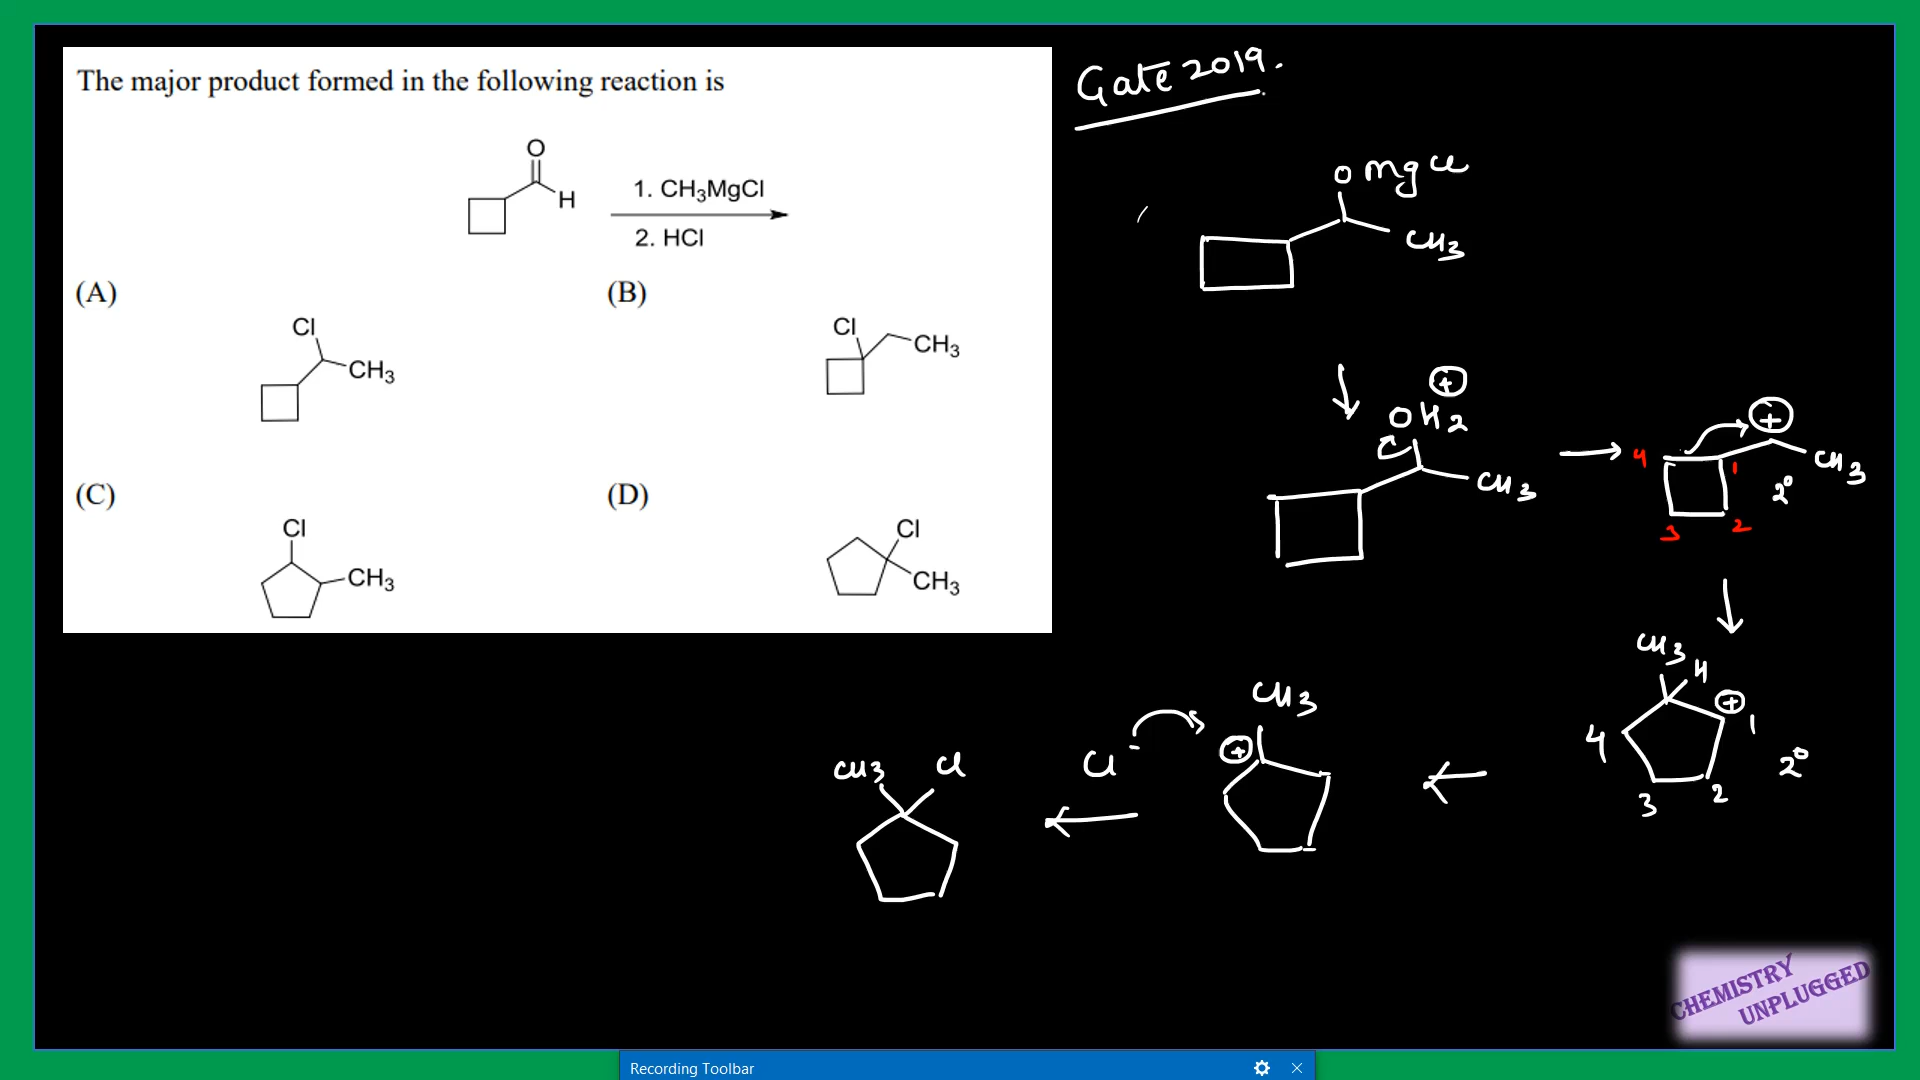 The major product formed in the following reaction is
O
H
1. CH3MgCl
2. HCl
(A)
Cl
CH3
(B)
Cl
CH3
(C)
Cl
CH3
(D)
Cl
CH3
Gate 2019.
O Mg Cl
CH3
+
OH2
CH3
+
CH3
2°
4
1
3
2
CH3
H
+
1
4
2°
3
2
CH3
+
Cl -
CH3 Cl
CHEMISTRY
UNPLUGGED
Recording Toolbar